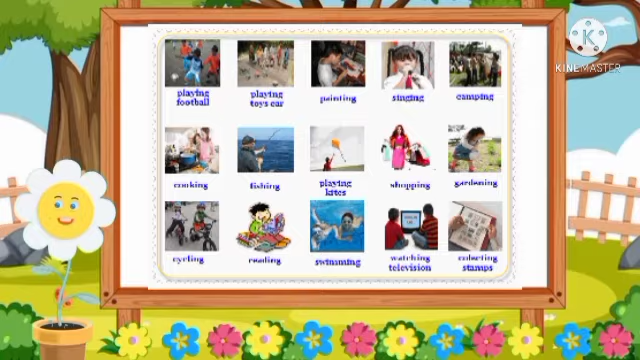 K
KINEMASTER
playing
football
playing
toys car
painting
singing
camping
cooking
fishing
playing
kites
shopping
gardening
cycling
reading
swimming
watching
television
colecting
stamps